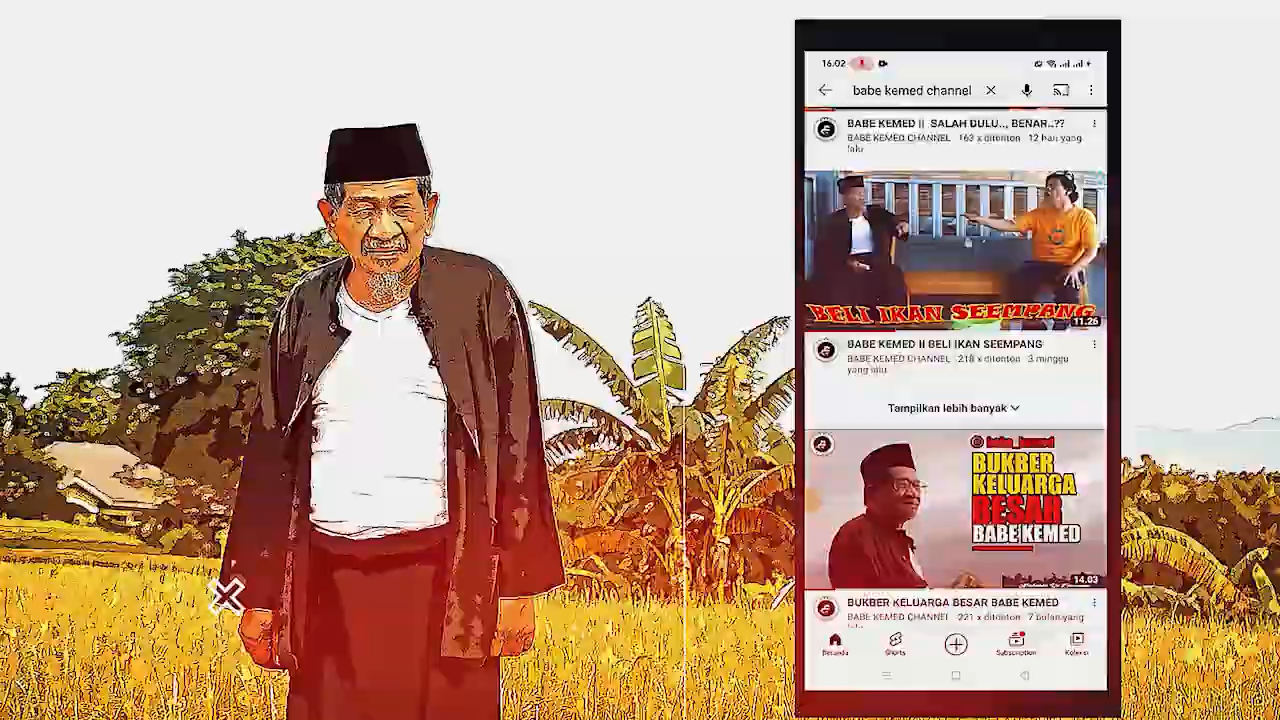 16.02
babe kemed channel
BABE KEMED || SALAH DULU.., BENAR..??
BABE KEMED CHANNEL 163 x ditonton 12 hari yang
lalu
BELI IKAN SEEMPANG
11.26
BABE KEMED II BELI IKAN SEEMPANG
BABE KEMED CHANNEL 218 x ditonton 3 minggu
yang lalu
Tampilkan lebih banyak
babe_kemed
BUKBER
KELUARGA
BESAR
BABE KEMED
14.03
BUKBER KELUARGA BESAR BABE KEMED
BABE KEMED CHANNEL 221 x ditonton 7 bulan yang
lalu
Beranda Shorts Subscription Koleksi